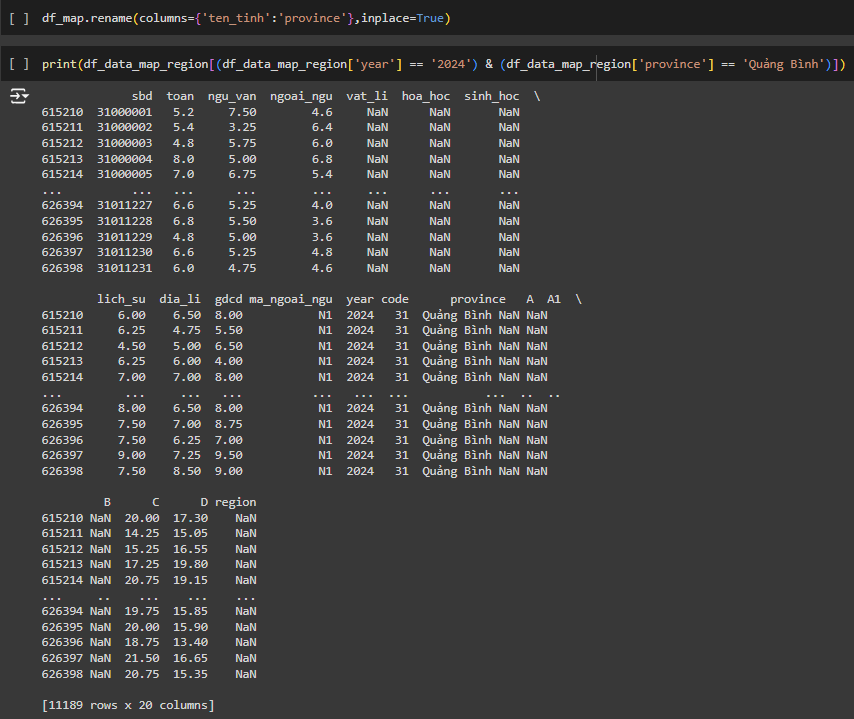 [ ] df_map.rename(columns={'ten_tinh':'province'},inplace=True)
[ ] print(df_data_map_region[(df_data_map_region['year'] == '2024') & (df_data_map_region['province'] == 'Quảng Bình')])
sbd toan ngu_van ngoai_ngu vat_li hoa_hoc sinh_hoc \
615210 31000001 5.2 7.50 4.6 NaN NaN NaN
615211 31000002 5.4 3.25 6.4 NaN NaN NaN
615212 31000003 4.8 5.75 6.0 NaN NaN NaN
615213 31000004 8.0 5.00 6.8 NaN NaN NaN
615214 31000005 7.0 6.75 5.4 NaN NaN NaN
... ... ... ... ... ... ... ...
626394 31011227 6.6 5.25 4.0 NaN NaN NaN
626395 31011228 6.8 5.50 3.6 NaN NaN NaN
626396 31011229 4.8 5.00 3.6 NaN NaN NaN
626397 31011230 6.6 5.25 4.8 NaN NaN NaN
626398 31011231 6.0 4.75 4.6 NaN NaN NaN
lich_su dia_li gdcd ma_ngoai_ngu year code province A A1 \
615210 6.00 6.50 8.00 N1 2024 31 Quảng Bình NaN NaN
615211 6.25 4.75 5.50 N1 2024 31 Quảng Bình NaN NaN
615212 4.50 5.00 6.50 N1 2024 31 Quảng Bình NaN NaN
615213 6.25 6.00 4.00 N1 2024 31 Quảng Bình NaN NaN
615214 7.00 7.00 8.00 N1 2024 31 Quảng Bình NaN NaN
... ... ... ... ... ... ... ... .. ..
626394 8.00 6.50 8.00 N1 2024 31 Quảng Bình NaN NaN
626395 7.50 7.00 8.75 N1 2024 31 Quảng Bình NaN NaN
626396 7.50 6.25 7.00 N1 2024 31 Quảng Bình NaN NaN
626397 9.00 7.25 9.50 N1 2024 31 Quảng Bình NaN NaN
626398 7.50 8.50 9.00 N1 2024 31 Quảng Bình NaN NaN
B C D region
615210 NaN 20.00 17.30 NaN
615211 NaN 14.25 15.05 NaN
615212 NaN 15.25 16.55 NaN
615213 NaN 17.25 19.80 NaN
615214 NaN 20.75 19.15 NaN
... .. ... ... ...
626394 NaN 19.75 15.85 NaN
626395 NaN 20.00 15.90 NaN
626396 NaN 18.75 13.40 NaN
626397 NaN 21.50 16.65 NaN
626398 NaN 20.75 15.35 NaN
[11189 rows x 20 columns]